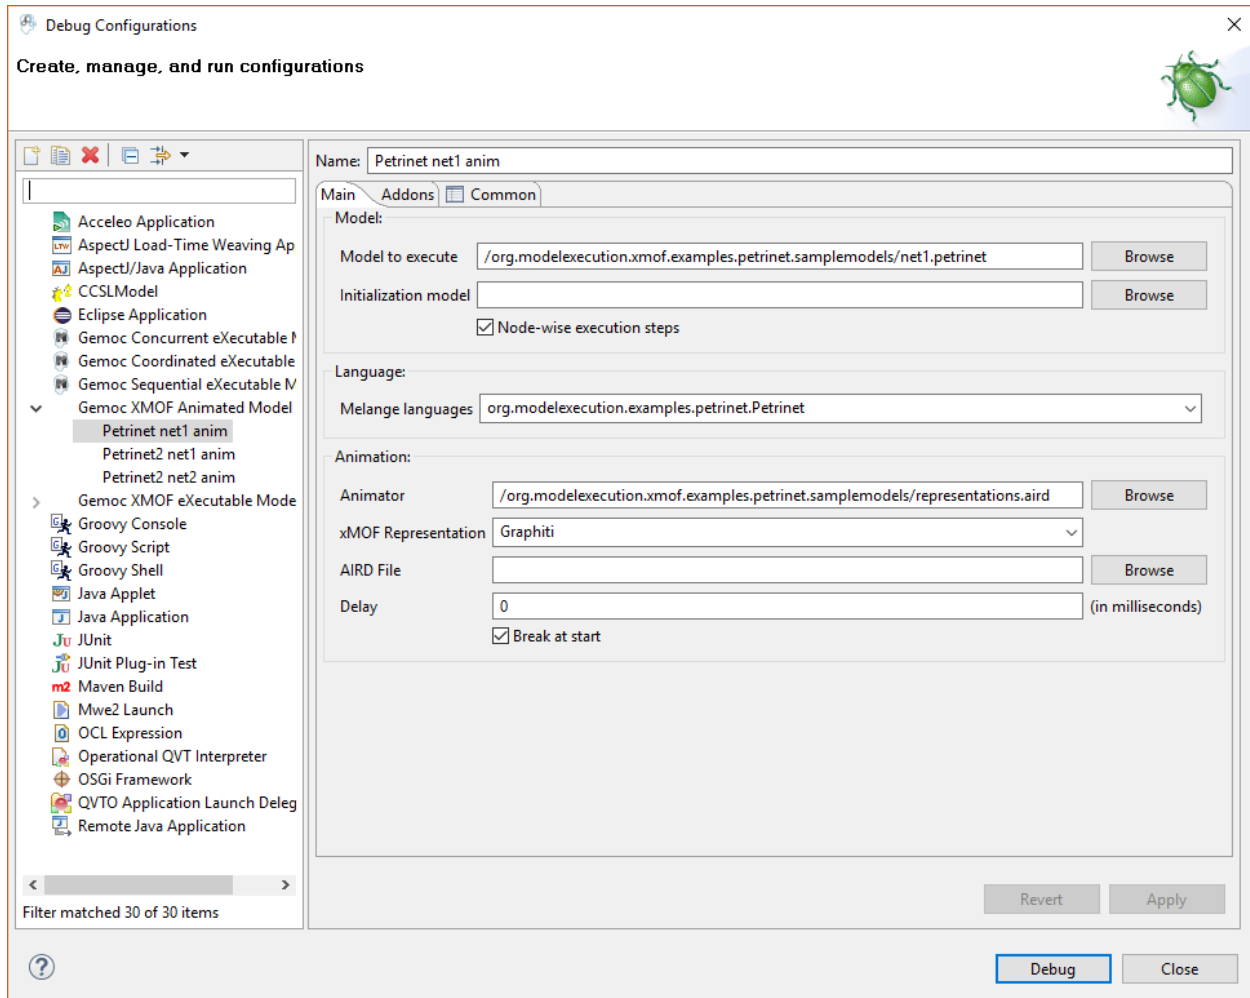 Debug Configurations
Create, manage, and run configurations
Name: Petrinet net1 anim
Main Addons Common
Model:
Model to execute /org.modelexecution.xmof.examples.petrinet.samplemodels/net1.petrinet Browse
Initialization model Browse
Node-wise execution steps
Language:
Melange languages org.modelexecution.examples.petrinet.Petrinet
Animation:
Animator /org.modelexecution.xmof.examples.petrinet.samplemodels/representations.aird Browse
xMOF Representation Graphiti
AIRD File Browse
Delay 0 (in milliseconds)
Break at start
Acceleo Application
LTW AspectJ Load-Time Weaving Ap
AJ AspectJ/Java Application
CCSLModel
Eclipse Application
Gemoc Concurrent eXecutable M
Gemoc Coordinated eXecutable
Gemoc Sequential eXecutable M
Gemoc XMOF Animated Model
Petrinet net1 anim
Petrinet2 net1 anim
Petrinet2 net2 anim
Gemoc XMOF eXecutable Mode
Groovy Console
Groovy Script
Groovy Shell
Java Applet
Java Application
Ju JUnit
JUnit Plug-in Test
m2 Maven Build
Mwe2 Launch
OCL Expression
Operational QVT Interpreter
OSGi Framework
QVTO Application Launch Deleg
Remote Java Application
Filter matched 30 of 30 items
Revert Apply
Debug Close